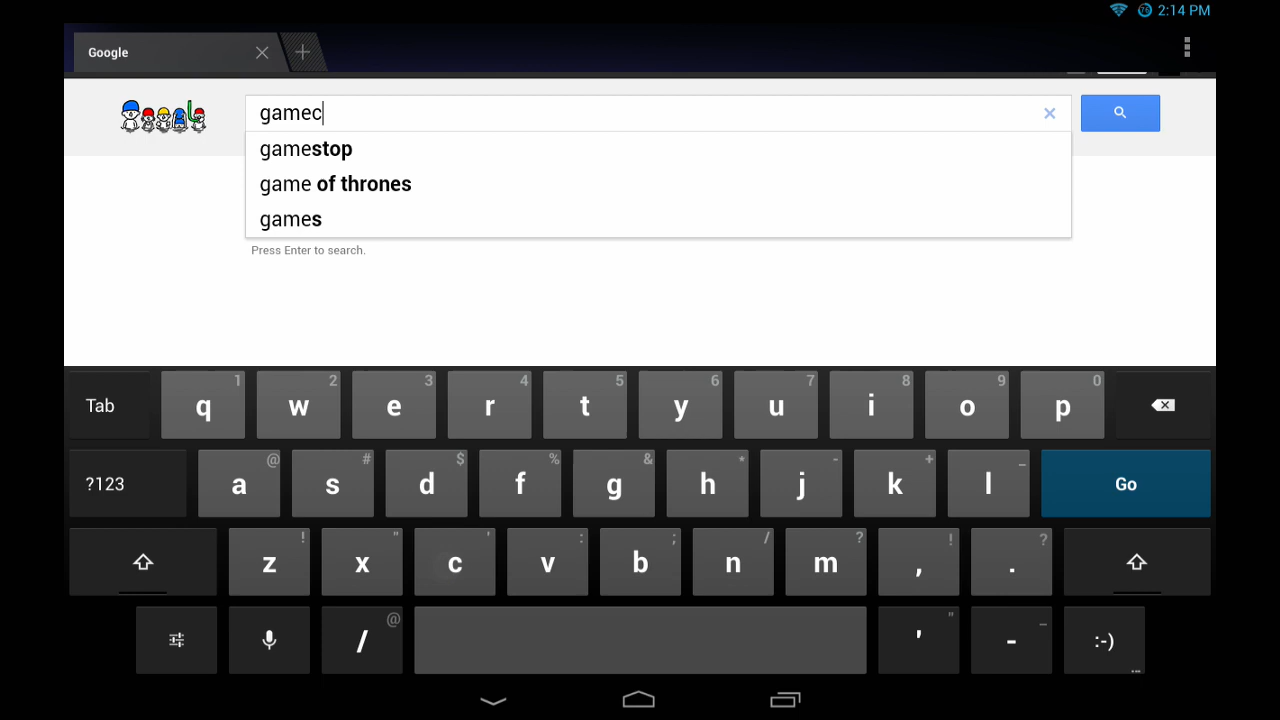 2:14 PM
Google
gamec
gamestop
game of thrones
games
Press Enter to search.
1 2 3 4 5 6 7 8 9 0
Tab q w e r t y u i o p
@ # $ % & * - + _
?123 a s d f g h j k l Go
! " ' : ; / ? ! ?
z x c v b n m , .
@ " _
/ ' - :-)
...